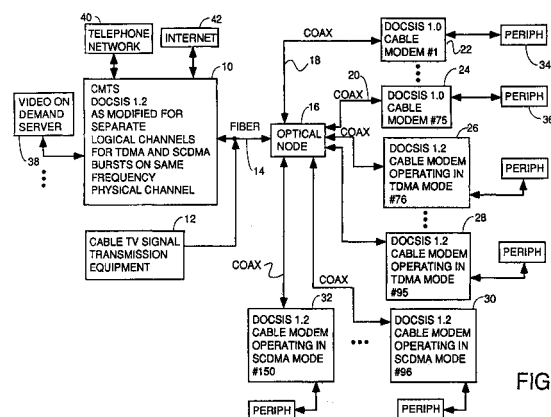 40
TELEPHONE
NETWORK
42
INTERNET
10
CMTS
DOCSIS 1.2
AS MODIFIED FOR
SEPARATE
LOGICAL CHANNELS
FOR TDMA AND SCDMA
BURSTS ON SAME
FREQUENCY
PHYSICAL CHANNEL
VIDEO ON
DEMAND
SERVER
38
12
CABLE TV SIGNAL
TRANSMISSION
EQUIPMENT
FIBER
14
16
OPTICAL
NODE
COAX
18
DOCSIS 1.0
CABLE
MODEM #1
22
PERIPH
34
20
COAX
24
DOCSIS 1.0
CABLE
MODEM #75
PERIPH
36
COAX
26
DOCSIS 1.2
CABLE MODEM
OPERATING IN
TDMA MODE
#76
PERIPH
28
DOCSIS 1.2
CABLE MODEM
OPERATING IN
TDMA MODE
#95
PERIPH
COAX
32
DOCSIS 1.2
CABLE MODEM
OPERATING IN
SCDMA MODE
#150
PERIPH
COAX
30
DOCSIS 1.2
CABLE MODEM
OPERATING IN
SCDMA MODE
#96
PERIPH
FIG